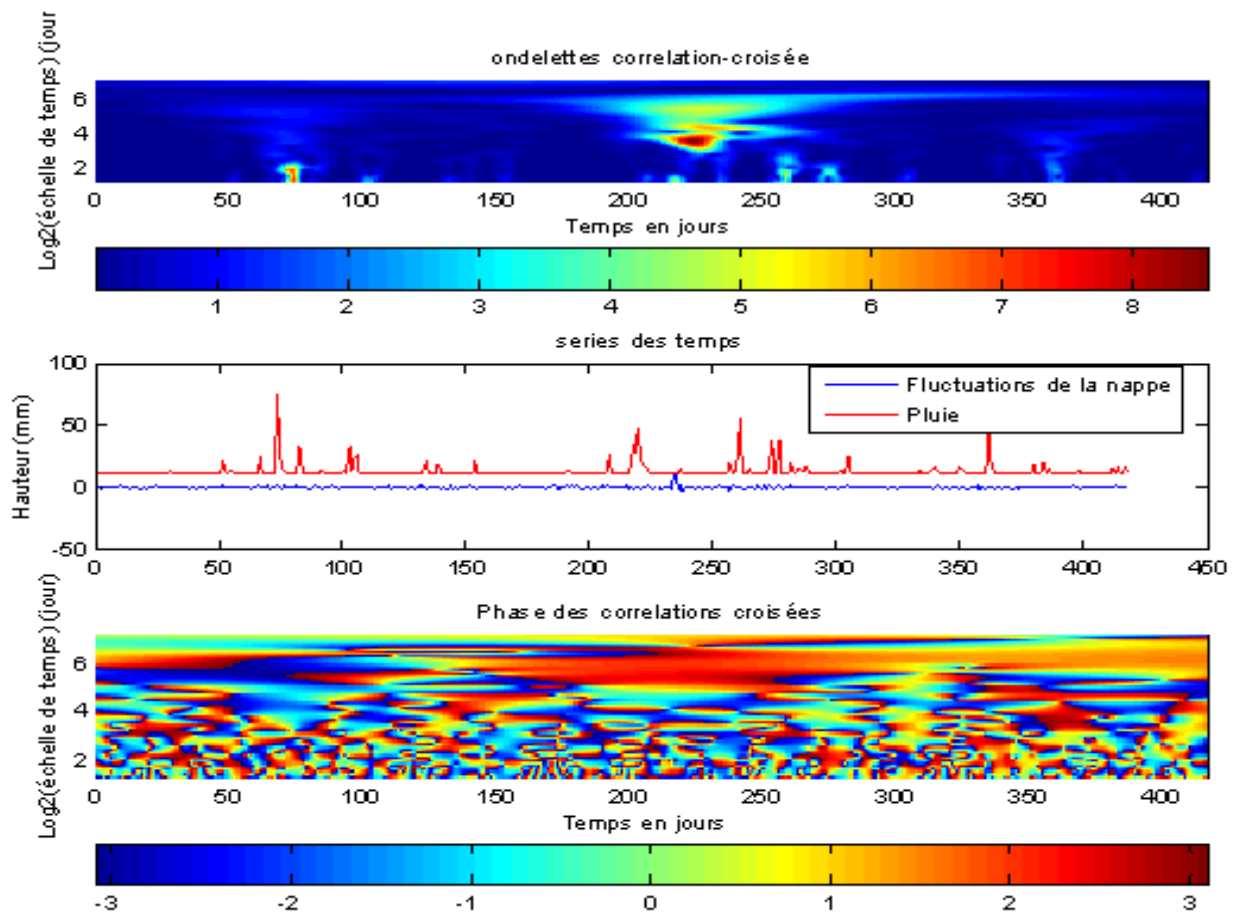 ondelettes correlation-croisée
Log2(échelle de temps) (jour
6
4
2
0 50 100 150 200 250 300 350 400
Temps en jours
1 2 3 4 5 6 7 8
series des temps
Hauteur (mm)
100
50
0
-50
Fluctuations de la nappe
Pluie
0 50 100 150 200 250 300 350 400 450
Phase des correlations croisées
Log2(échelle de temps) (jour)
6
4
2
0 50 100 150 200 250 300 350 400
Temps en jours
-3 -2 -1 0 1 2 3